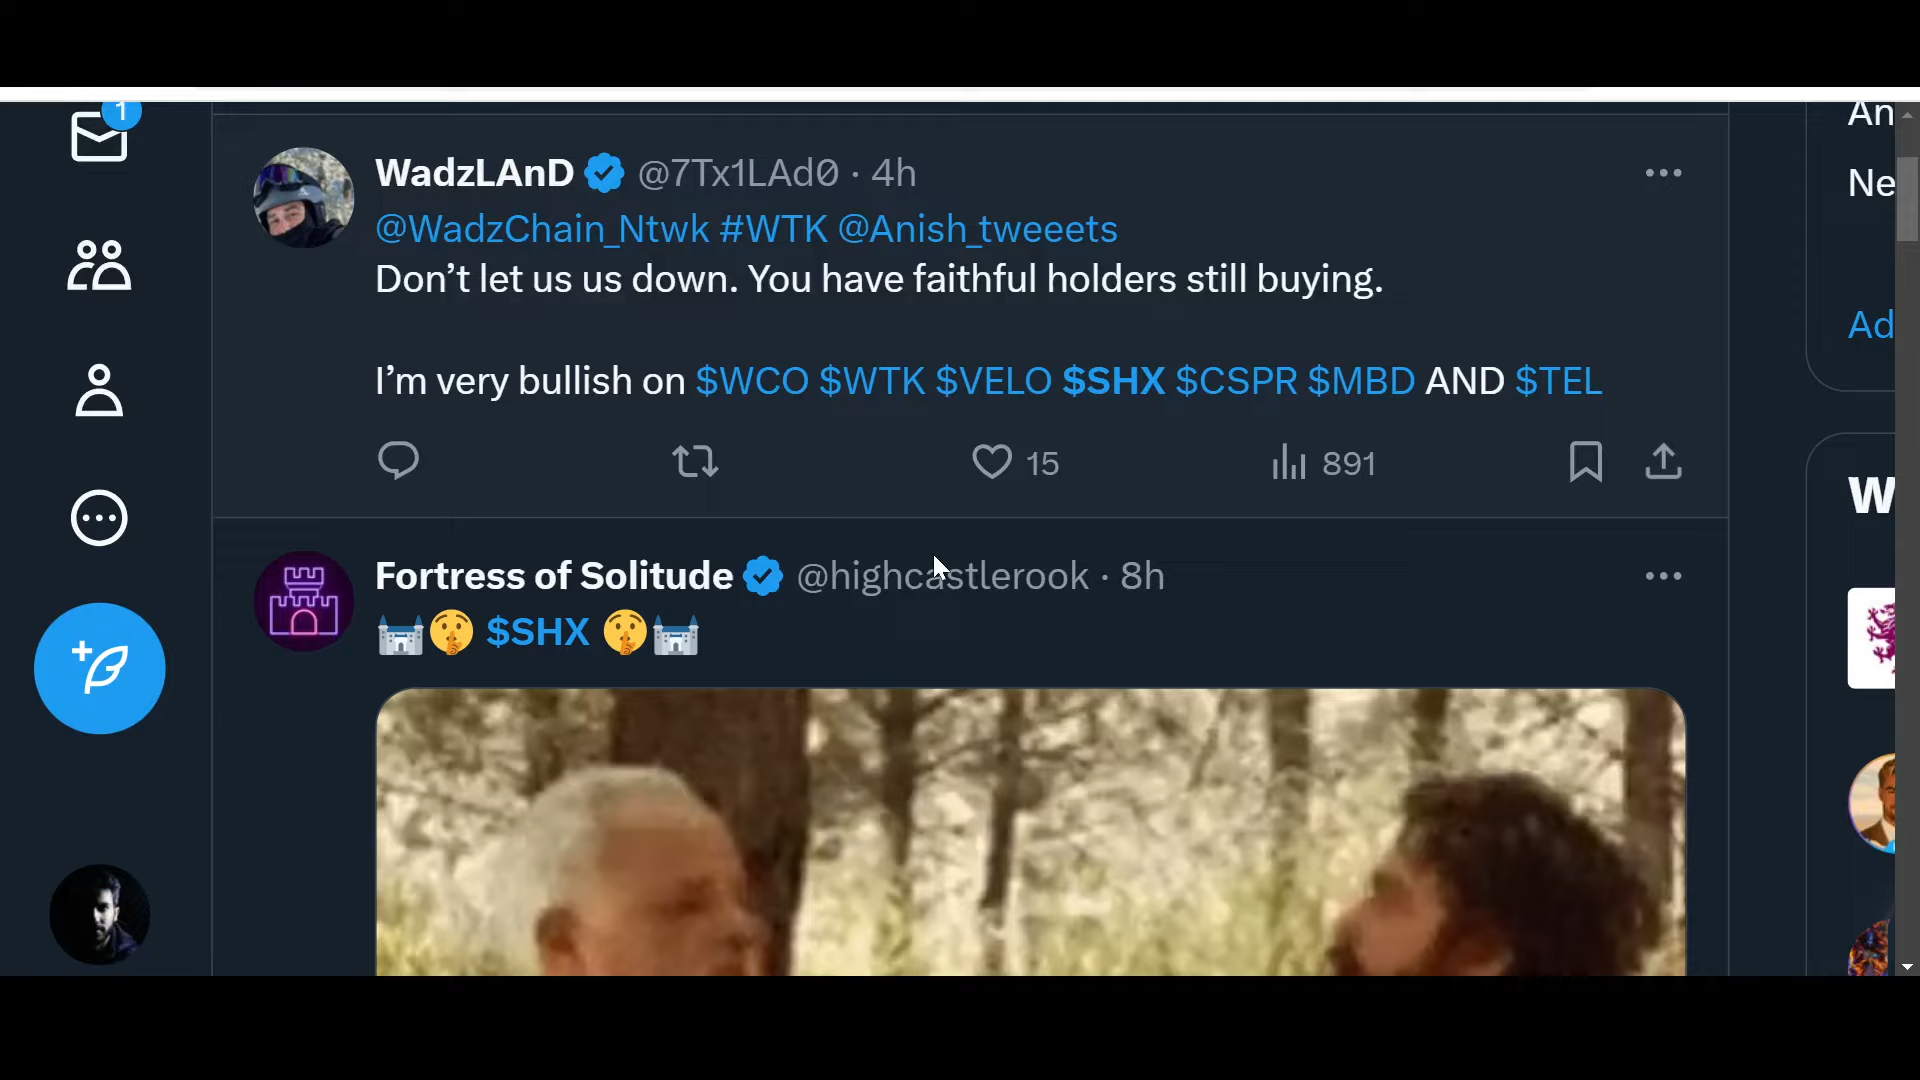 1
WadzLAnD @7Tx1LAd0 · 4h
@WadzChain_Ntwk #WTK @Anish_tweeets
Don’t let us us down. You have faithful holders still buying.
I’m very bullish on $WCO $WTK $VELO $SHX $CSPR $MBD AND $TEL
15 891
Fortress of Solitude @highcastlerook · 8h
🏰🤫 $SHX 🤫🏰
An
Ne
Ad
W